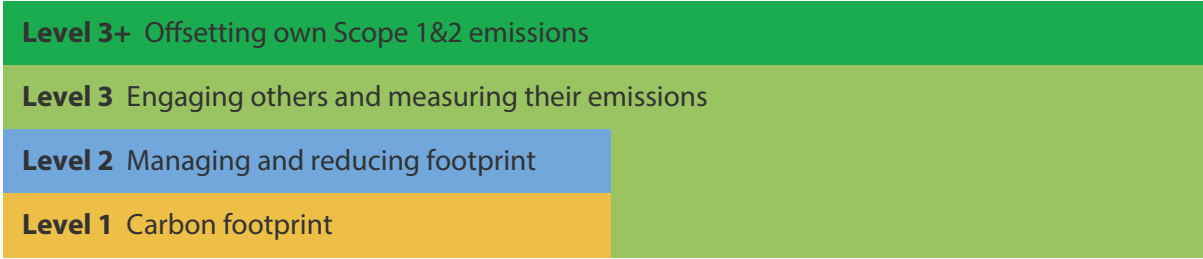 Level 3+ Offsetting own Scope 1&2 emissions
Level 3 Engaging others and measuring their emissions
Level 2 Managing and reducing footprint
Level 1 Carbon footprint